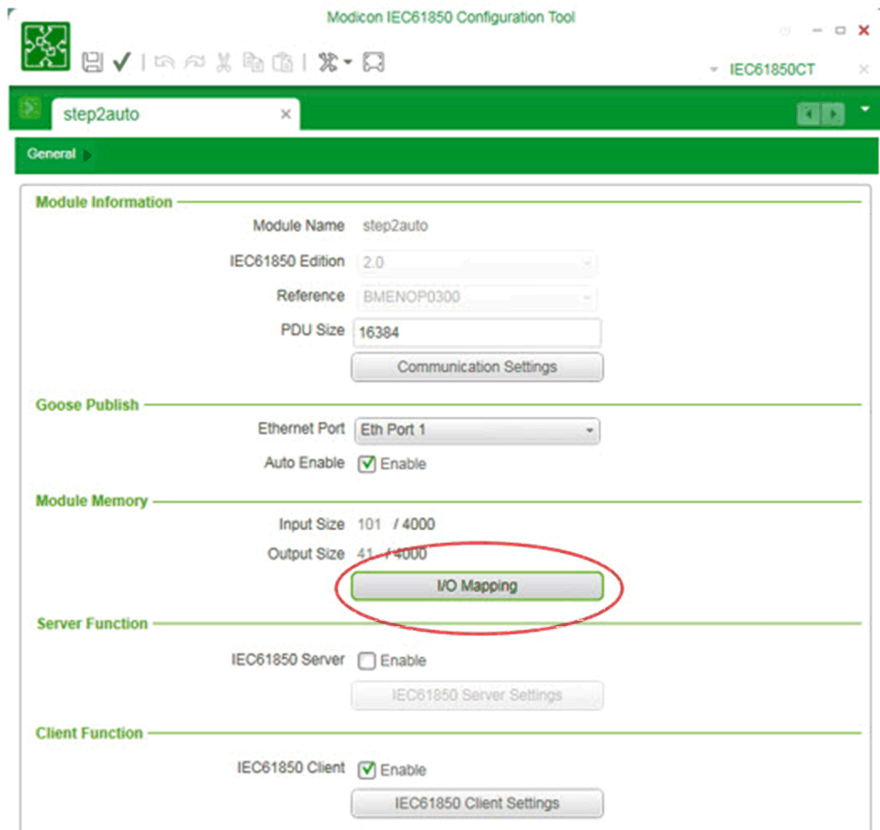 Modicon IEC61850 Configuration Tool
IEC61850CT
step2auto
General
Module Information
Module Name step2auto
IEC61850 Edition 2.0
Reference BMENOP0300
PDU Size 16384
Communication Settings
Goose Publish
Ethernet Port Eth Port 1
Auto Enable Enable
Module Memory
Input Size 101 / 4000
Output Size 41 / 4000
I/O Mapping
Server Function
IEC61850 Server Enable
IEC61850 Server Settings
Client Function
IEC61850 Client Enable
IEC61850 Client Settings